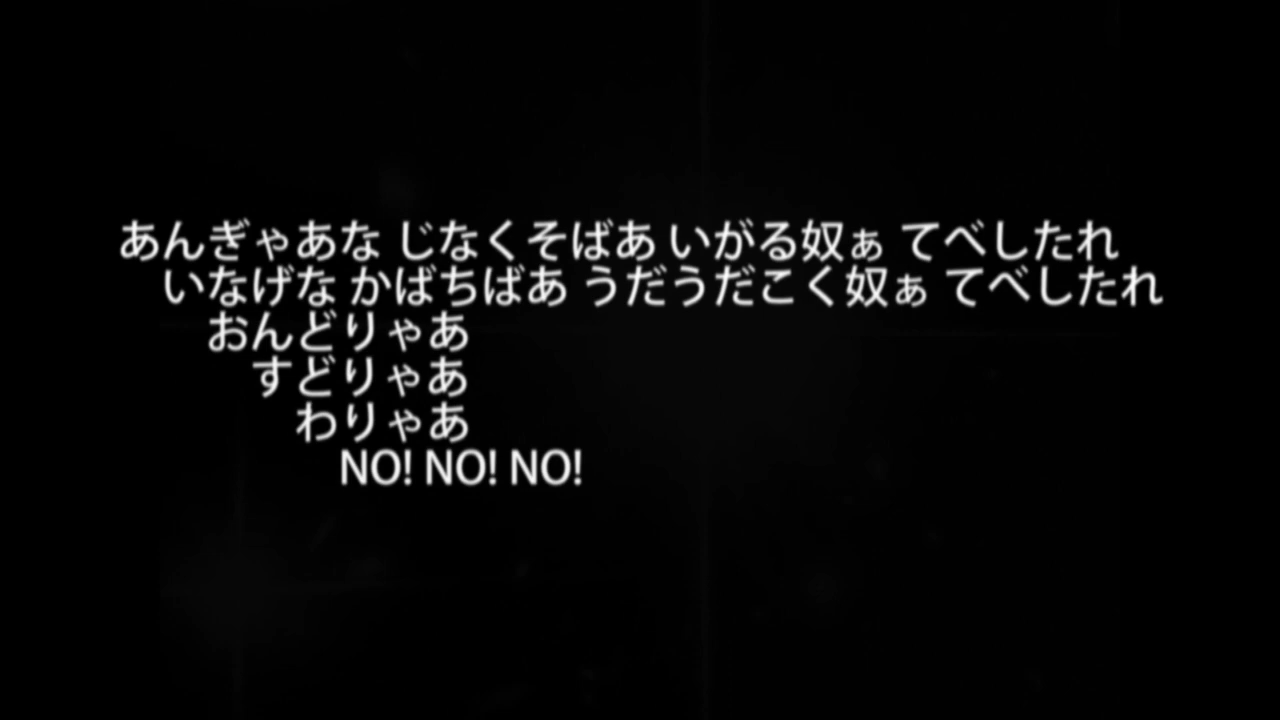 あんぎゃあな じなくそばあ いがる奴ぁ てべしたれ
いなげな かばちばあ うだうだこく奴ぁ てべしたれ
おんどりゃあ
すどりゃあ
わりゃあ
NO! NO! NO!